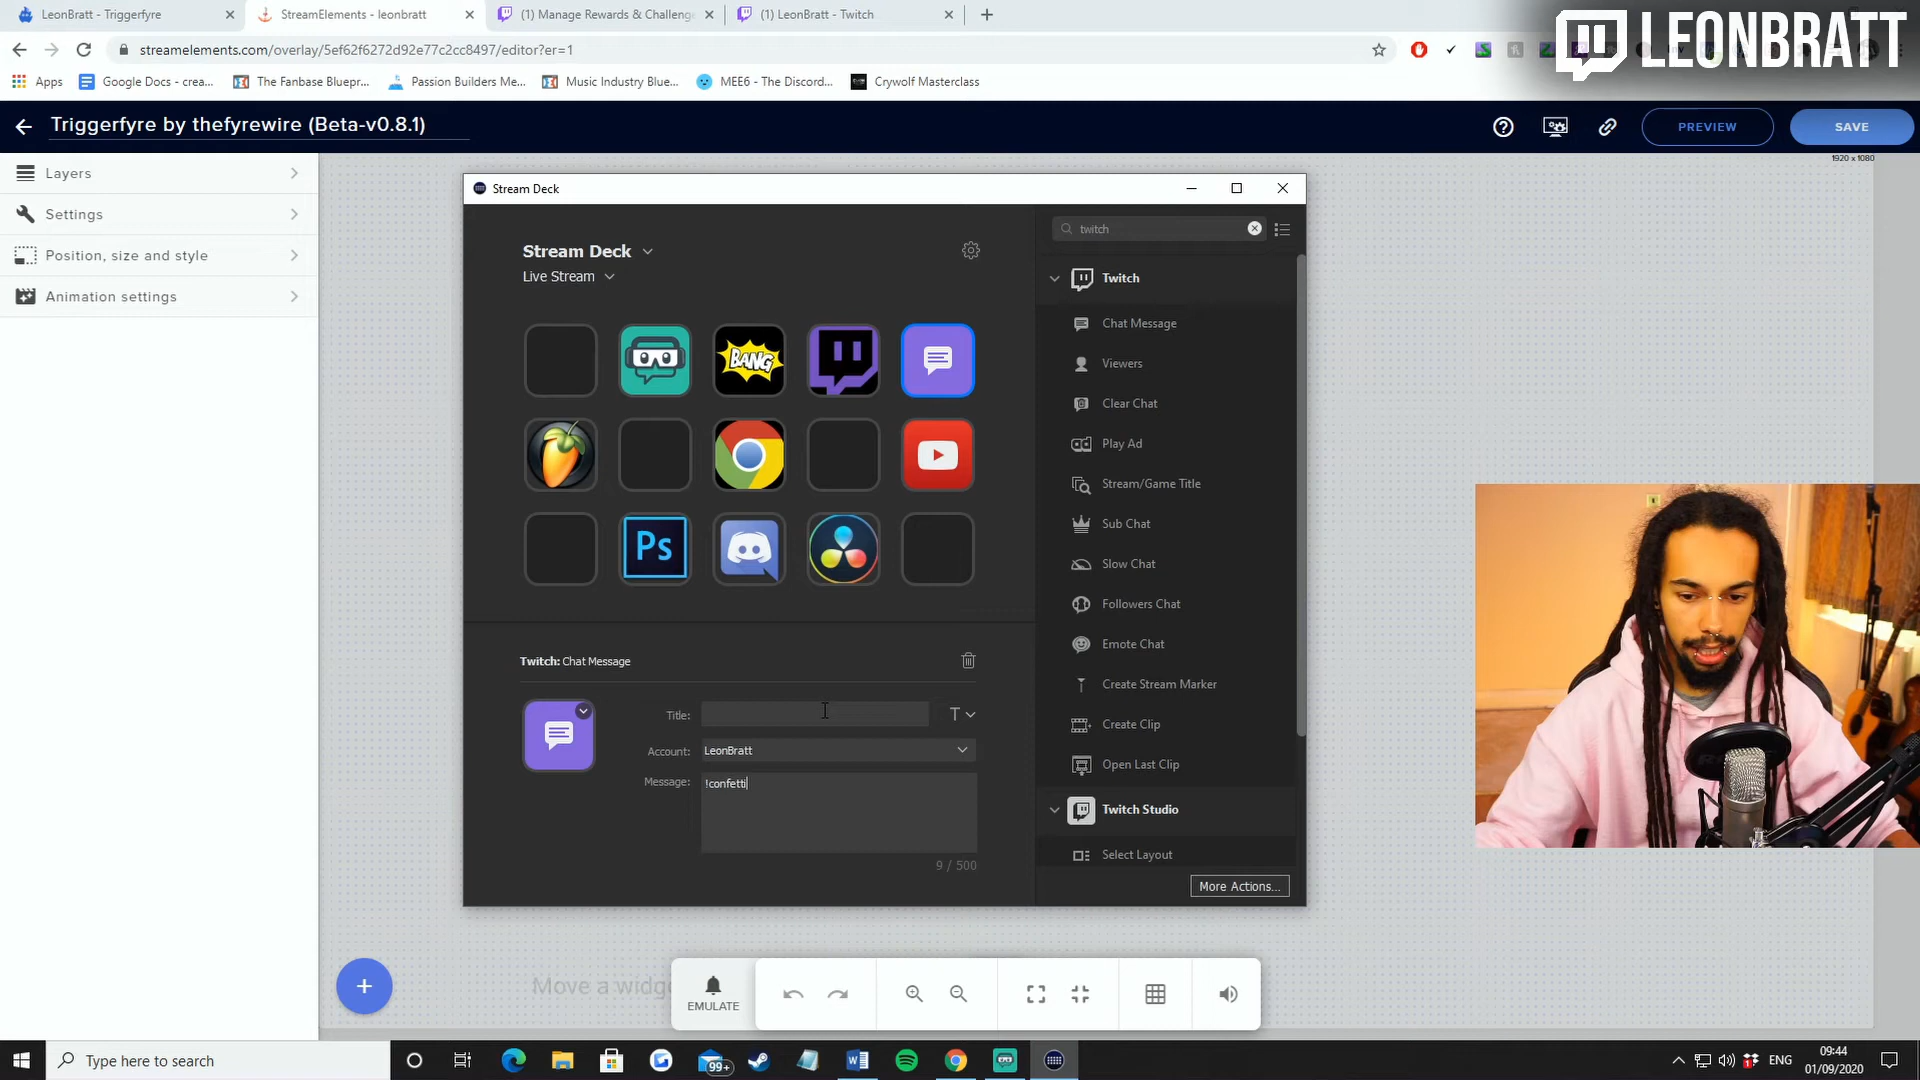 LeonBratt - Triggerfyre
StreamElements - leonbratt
(1) Manage Rewards & Challenge
(1) LeonBratt - Twitch
LEONBRATT
streamelements.com/overlay/5ef62f6272d92e77c2cc8497/editor?er=1
Apps
Google Docs - crea...
The Fanbase Bluepr...
Passion Builders Me...
Music Industry Blue...
MEE6 - The Discord...
Crywolf Masterclass
Triggerfyre by thefyrewire (Beta-v0.8.1)
PREVIEW
SAVE
1920 x 1080
Layers
Settings
Position, size and style
Animation settings
Stream Deck
Stream Deck
Live Stream
BANG
Ps
twitch
Twitch
Chat Message
Viewers
Clear Chat
Play Ad
Stream/Game Title
Sub Chat
Slow Chat
Followers Chat
Emote Chat
Create Stream Marker
Create Clip
Open Last Clip
Twitch Studio
Select Layout
More Actions...
Twitch: Chat Message
Title:
T
Account: LeonBratt
Message: !confetti
9 / 500
Move a widg
EMULATE
Type here to search
99+
ENG
09:44
01/09/2020